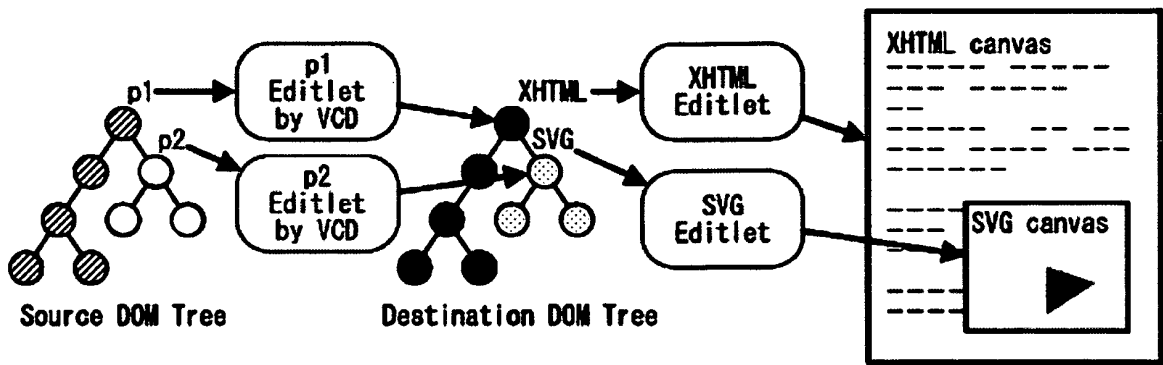 p1
p1
Editlet
by VCD
p2
p2
Editlet
by VCD
XHTML
XHTML
Editlet
SVG
SVG
Editlet
XHTML canvas
SVG canvas
Source DOM Tree
Destination DOM Tree